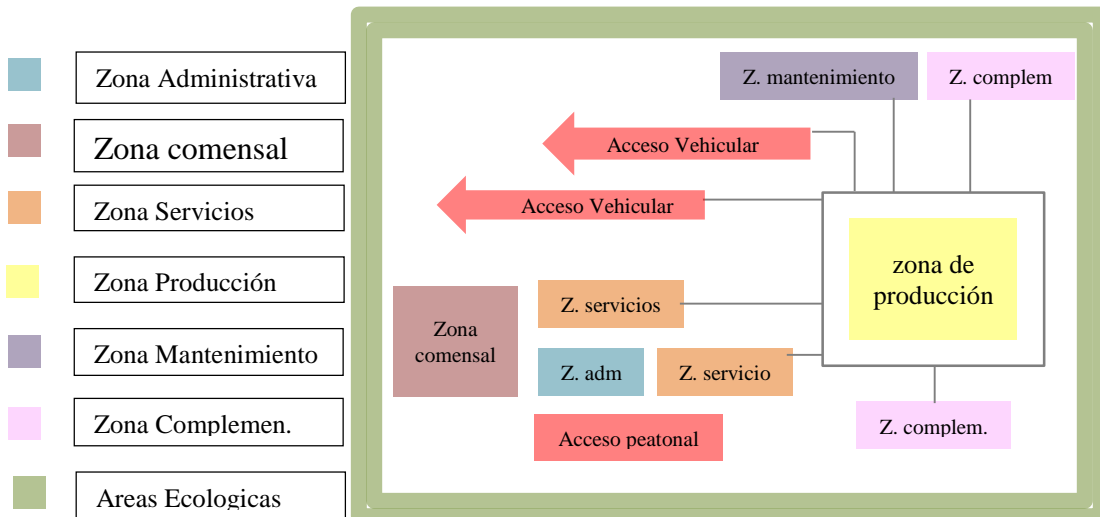 Zona Administrativa
Zona comensal
Zona Servicios
Zona Producción
Zona Mantenimiento
Zona Complemen.
Areas Ecologicas
Z. mantenimiento
Z. complem
Acceso Vehicular
Acceso Vehicular
zona de
producción
Z. servicios
Zona
comensal
Z. adm
Z. servicio
Z. complem.
Acceso peatonal